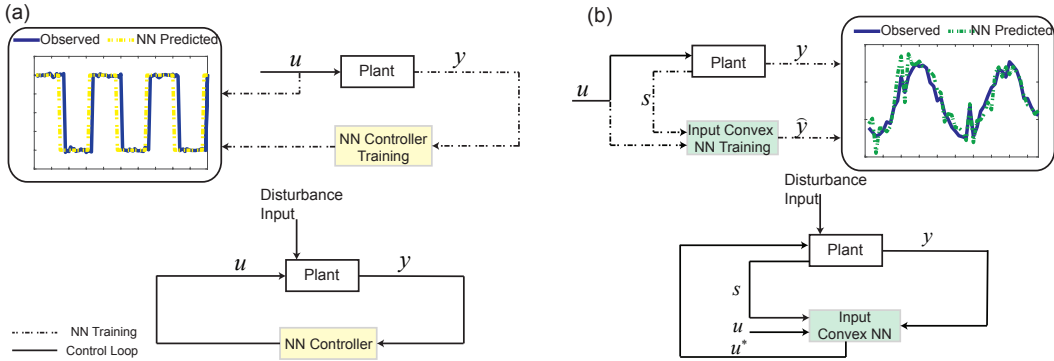 (a)
Observed NN Predicted
u
Plant
y
NN Controller
Training
Disturbance
Input
u
Plant
y
NN Controller
NN Training
Control Loop
(b)
Observed NN Predicted
u
Plant
y
s
Input Convex
NN Training
ŷ
Disturbance
Input
Plant
y
s
u
u*
Input
Convex NN